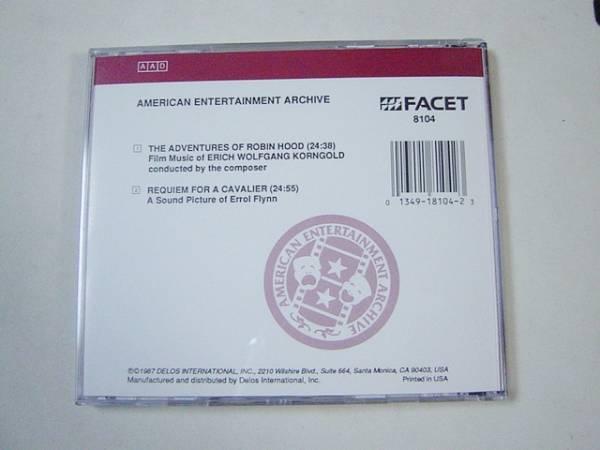 AAD
AMERICAN ENTERTAINMENT ARCHIVE
FACET
8104
1 THE ADVENTURES OF ROBIN HOOD (24:38)
Film Music of ERICH WOLFGANG KORNGOLD
conducted by the composer
2 REQUIEM FOR A CAVALIER (24:55)
A Sound Picture of Errol Flynn
0 1349-18104-2 3
AMERICAN ENTERTAINMENT ARCHIVE
℗©1987 DELOS INTERNATIONAL, INC., 2210 Wilshire Blvd., Suite 664, Santa Monica, CA 90403, USA
Manufactured and distributed by Delos International, Inc.
Printed in USA